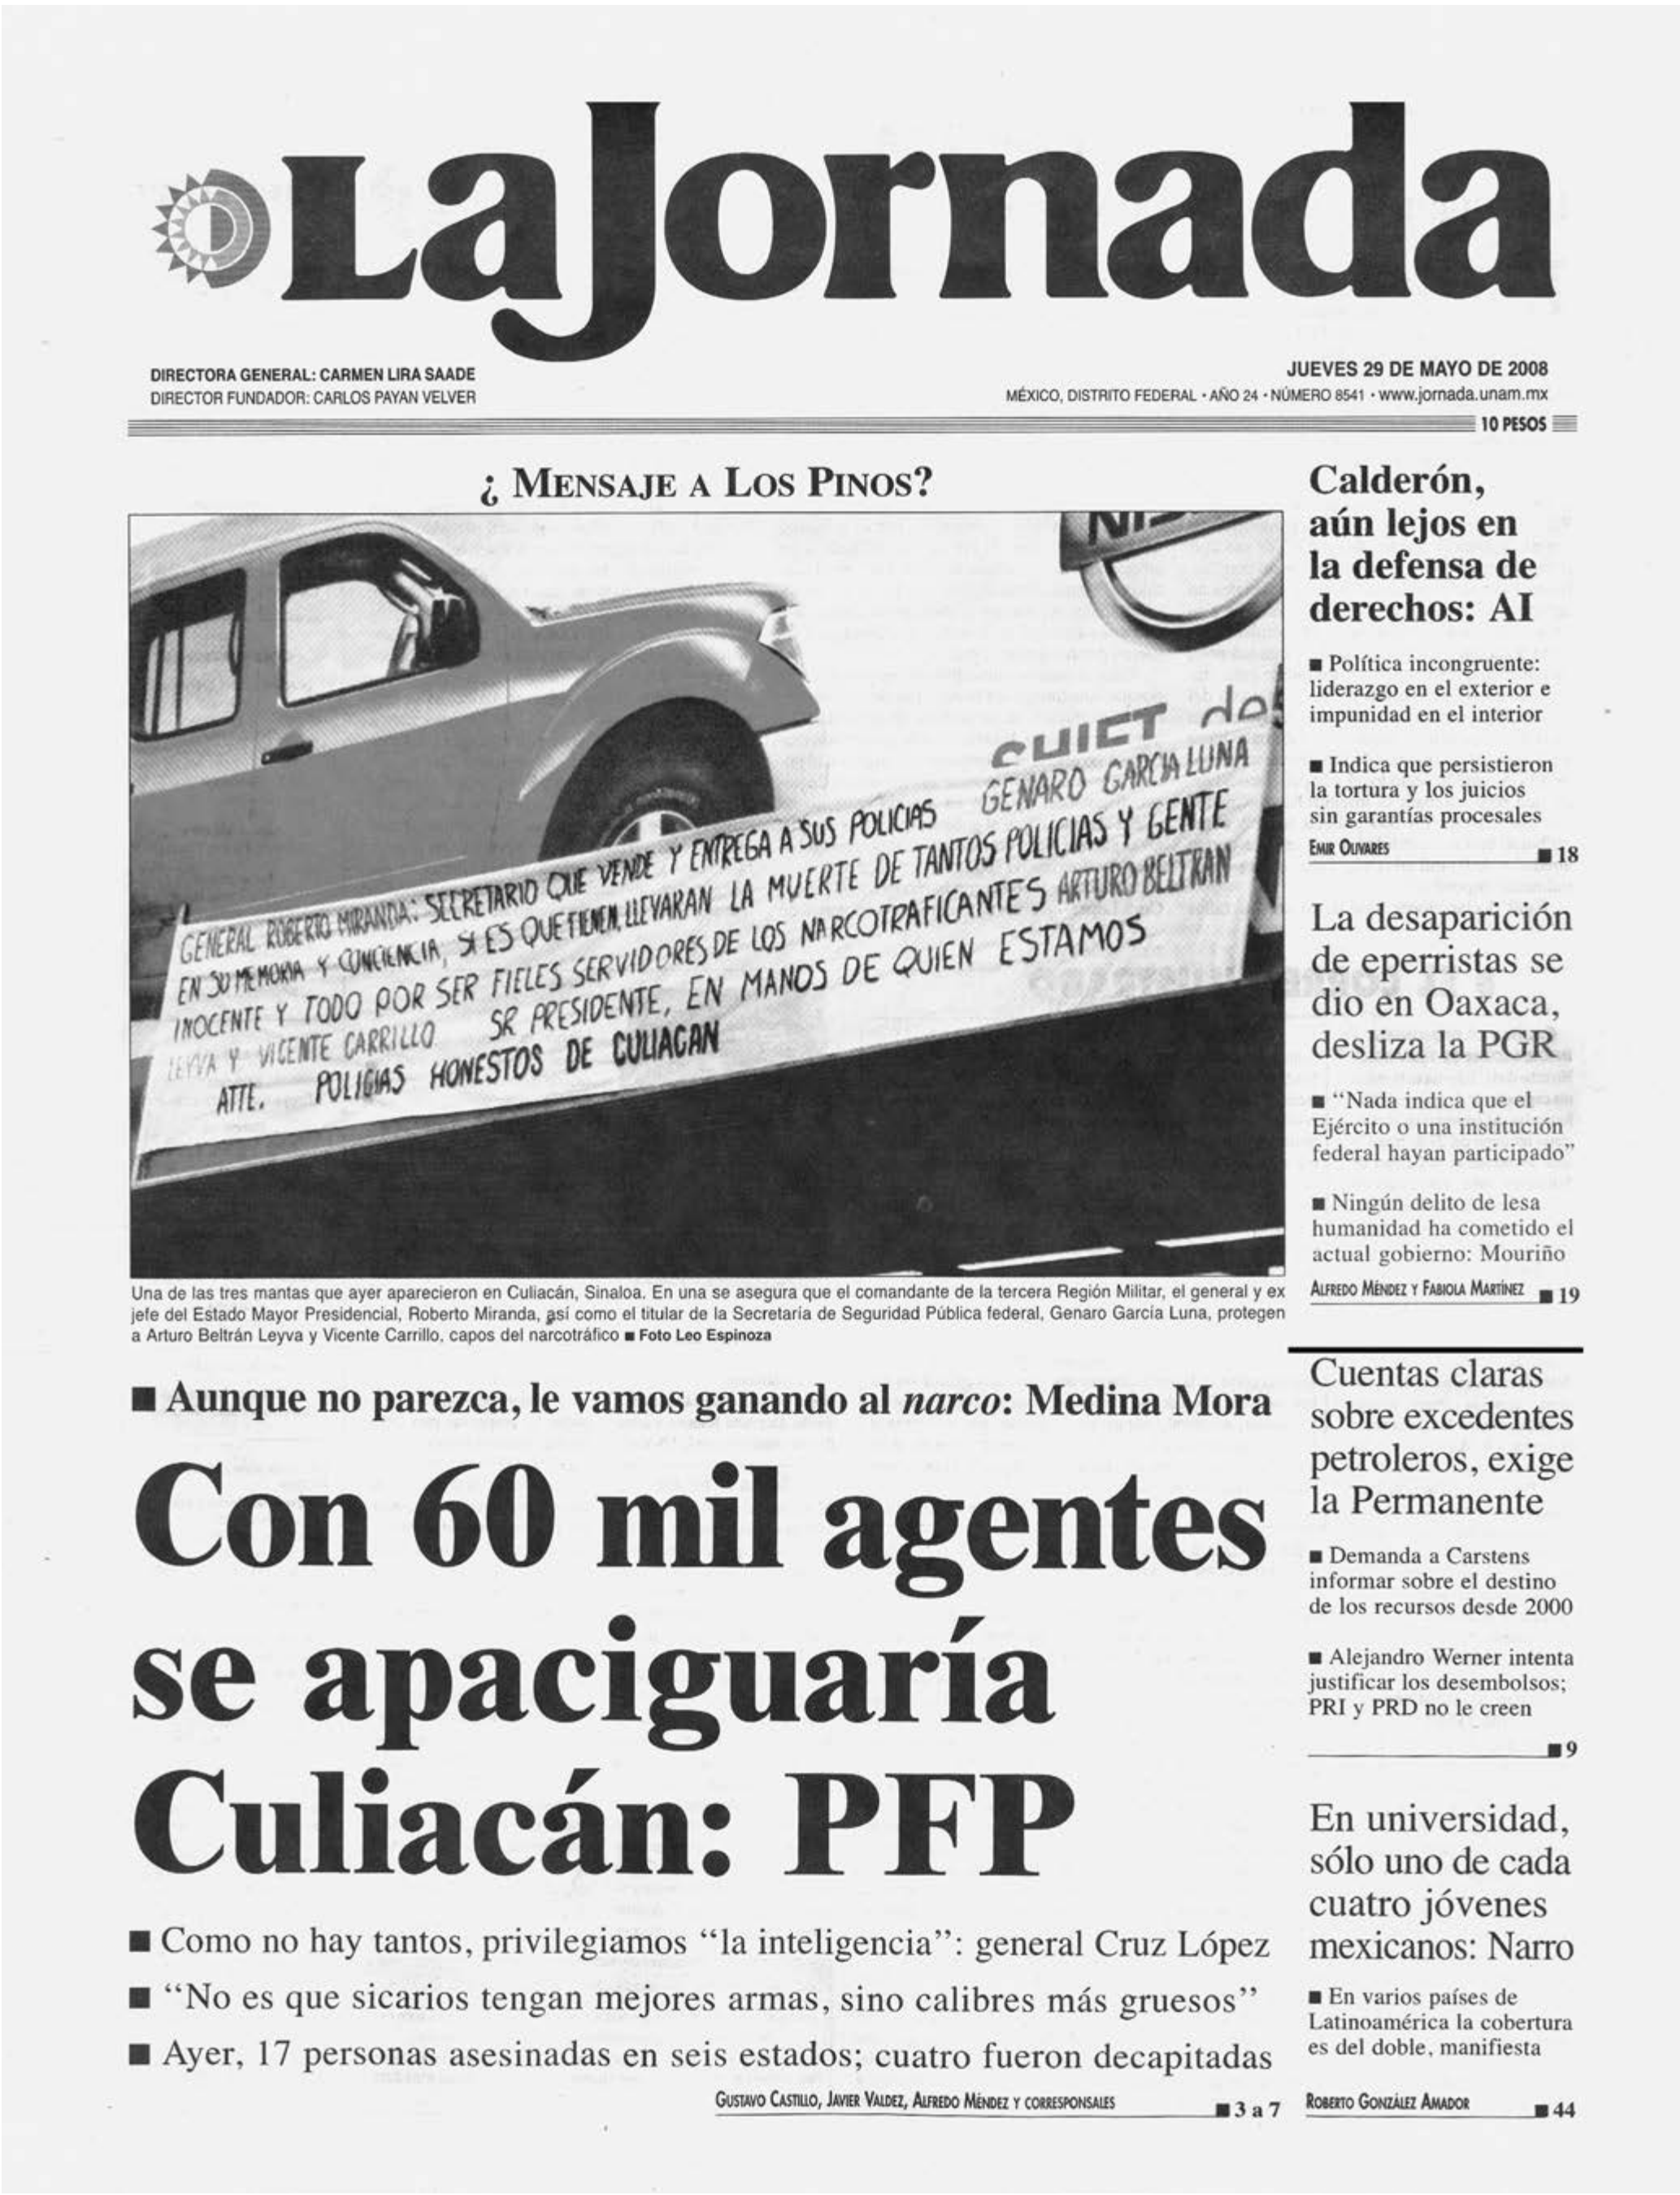 LaJornada
DIRECTORA GENERAL: CARMEN LIRA SAADE
DIRECTOR FUNDADOR: CARLOS PAYAN VELVER
JUEVES 29 DE MAYO DE 2008
MÉXICO, DISTRITO FEDERAL • AÑO 24 • NÚMERO 8541 • www.jornada.unam.mx
10 PESOS
¿ MENSAJE A LOS PINOS?
GENERAL ROBERTO MIRANDA: SECRETARIO QUE VENDE Y ENTREGA A SUS POLICIAS GENARO GARCIA LUNA
EN SU MEMORIA Y CONCIENCIA, SI ES QUE TIENEN, LLEVARAN LA MUERTE DE TANTOS POLICIAS Y GENTE
INOCENTE Y TODO POR SER FIELES SERVIDORES DE LOS NARCOTRAFICANTES ARTURO BELTRAN
LEYVA Y VICENTE CARRILLO SR PRESIDENTE, EN MANOS DE QUIEN ESTAMOS
ATTE. POLICIAS HONESTOS DE CULIACAN
Una de las tres mantas que ayer aparecieron en Culiacán, Sinaloa. En una se asegura que el comandante de la tercera Región Militar, el general y ex
jefe del Estado Mayor Presidencial, Roberto Miranda, así como el titular de la Secretaría de Seguridad Pública federal, Genaro García Luna, protegen
a Arturo Beltrán Leyva y Vicente Carrillo, capos del narcotráfico ■ Foto Leo Espinoza
■ Aunque no parezca, le vamos ganando al narco: Medina Mora
Con 60 mil agentes
se apaciguaría
Culiacán: PFP
■ Como no hay tantos, privilegiamos “la inteligencia”: general Cruz López
■ “No es que sicarios tengan mejores armas, sino calibres más gruesos”
■ Ayer, 17 personas asesinadas en seis estados; cuatro fueron decapitadas
GUSTAVO CASTILLO, JAVIER VALDEZ, ALFREDO MÉNDEZ Y CORRESPONSALES ■ 3 a 7
Calderón,
aún lejos en
la defensa de
derechos: AI
■ Política incongruente:
liderazgo en el exterior e
impunidad en el interior
■ Indica que persistieron
la tortura y los juicios
sin garantías procesales
EMIR OLIVARES ■ 18
La desaparición
de eperristas se
dio en Oaxaca,
desliza la PGR
■ “Nada indica que el
Ejército o una institución
federal hayan participado”
■ Ningún delito de lesa
humanidad ha cometido el
actual gobierno: Mouriño
ALFREDO MÉNDEZ Y FABIOLA MARTÍNEZ ■ 19
Cuentas claras
sobre excedentes
petroleros, exige
la Permanente
■ Demanda a Carstens
informar sobre el destino
de los recursos desde 2000
■ Alejandro Werner intenta
justificar los desembolsos;
PRI y PRD no le creen
■ 9
En universidad,
sólo uno de cada
cuatro jóvenes
mexicanos: Narro
■ En varios países de
Latinoamérica la cobertura
es del doble, manifiesta
ROBERTO GONZÁLEZ AMADOR ■ 44